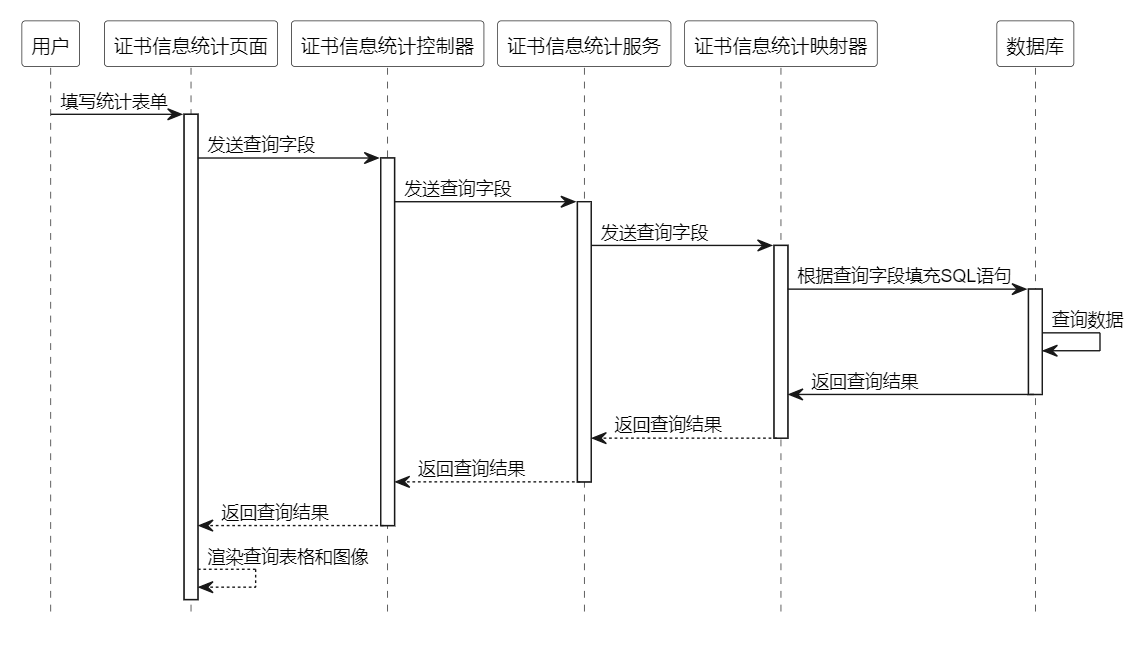 用户
证书信息统计页面
证书信息统计控制器
证书信息统计服务
证书信息统计映射器
数据库
填写统计表单
发送查询字段
发送查询字段
发送查询字段
根据查询字段填充SQL语句
查询数据
返回查询结果
返回查询结果
返回查询结果
返回查询结果
渲染查询表格和图像